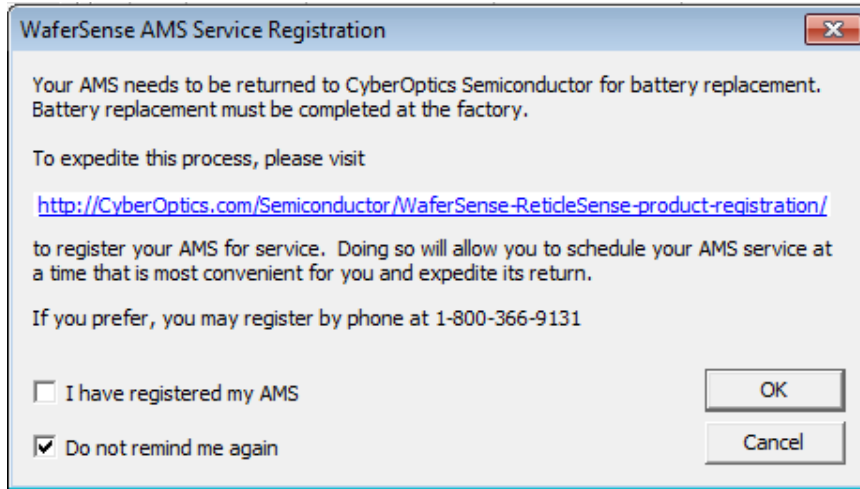 WaferSense AMS Service Registration
Your AMS needs to be returned to CyberOptics Semiconductor for battery replacement.
Battery replacement must be completed at the factory.
To expedite this process, please visit
http://CyberOptics.com/Semiconductor/WaferSense-ReticleSense-product-registration/
to register your AMS for service.  Doing so will allow you to schedule your AMS service at
a time that is most convenient for you and expedite its return.
If you prefer, you may register by phone at 1-800-366-9131
I have registered my AMS
OK
Do not remind me again
Cancel